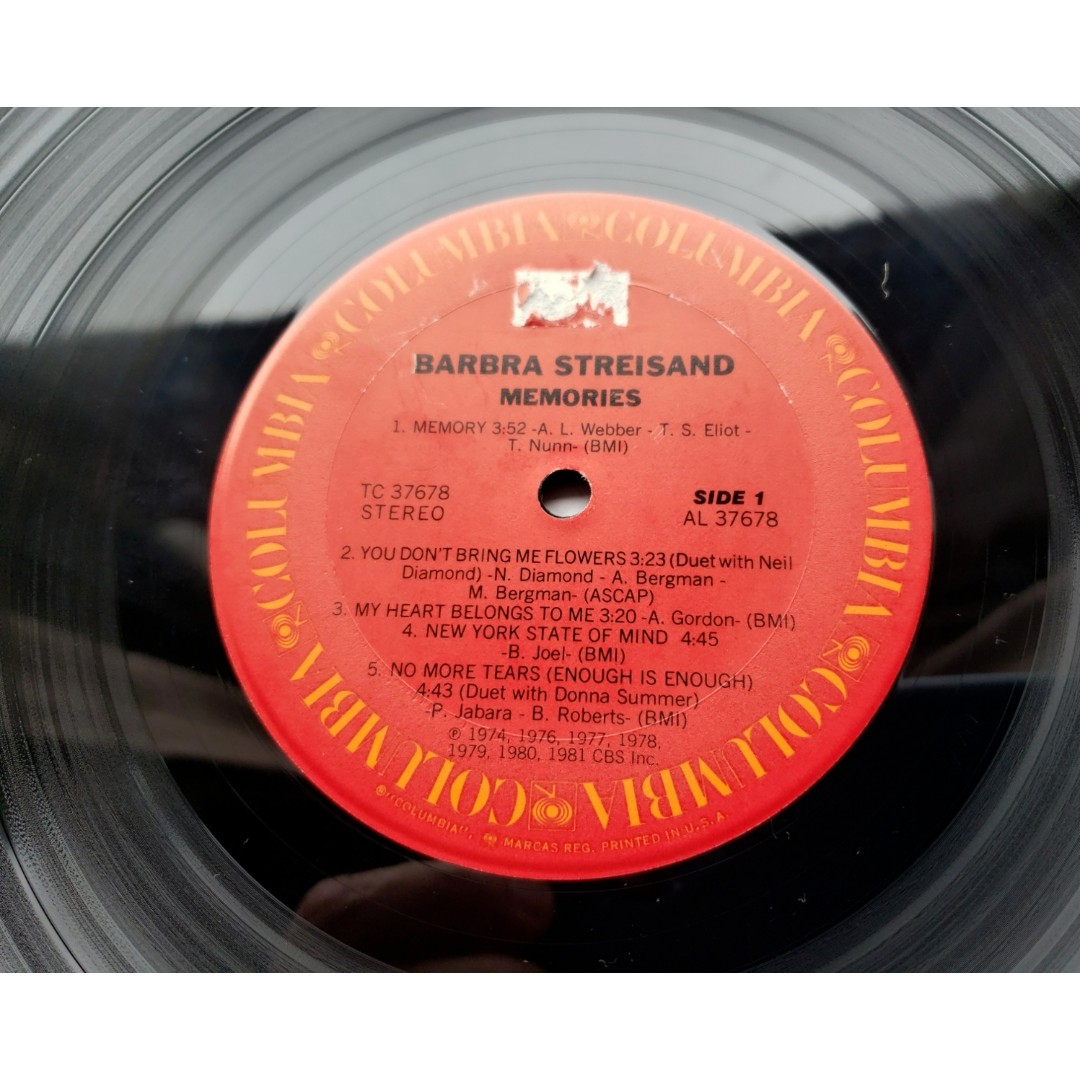 COLUMBIA COLUMBIA COLUMBIA COLUMBIA COLUMBIA COLUMBIA COLUMBIA
BARBRA STREISAND
MEMORIES
1. MEMORY 3:52 -A. L. Webber - T. S. Eliot -
T. Nunn- (BMI)
TC 37678
STEREO
SIDE 1
AL 37678
2. YOU DON'T BRING ME FLOWERS 3:23 (Duet with Neil
Diamond) -N. Diamond - A. Bergman -
M. Bergman- (ASCAP)
3. MY HEART BELONGS TO ME 3:20 -A. Gordon- (BMI)
4. NEW YORK STATE OF MIND 4:45
-B. Joel- (BMI)
5. NO MORE TEARS (ENOUGH IS ENOUGH)
4:43 (Duet with Donna Summer)
-P. Jabara - B. Roberts- (BMI)
℗ 1974, 1976, 1977, 1978,
1979, 1980, 1981 CBS Inc.
®"COLUMBIA", MARCAS REG. PRINTED IN U.S.A.